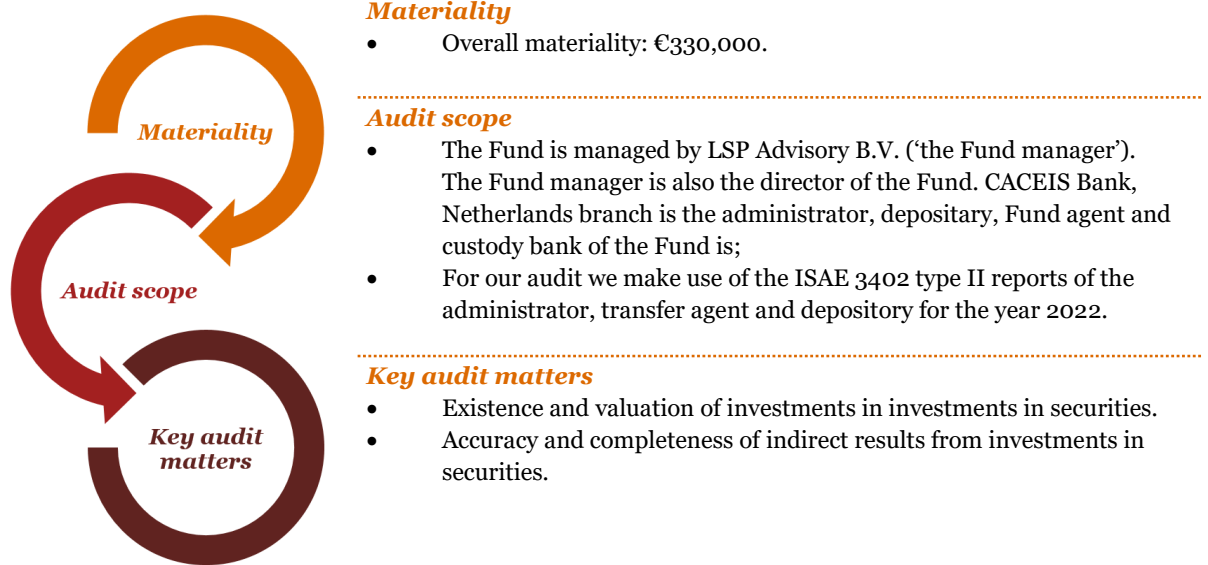 Materiality
Audit scope
Key audit
matters
Materiality
• Overall materiality: €330,000.
Audit scope
• The Fund is managed by LSP Advisory B.V. (‘the Fund manager’).
The Fund manager is also the director of the Fund. CACEIS Bank,
Netherlands branch is the administrator, depositary, Fund agent and
custody bank of the Fund is;
• For our audit we make use of the ISAE 3402 type II reports of the
administrator, transfer agent and depository for the year 2022.
Key audit matters
• Existence and valuation of investments in investments in securities.
• Accuracy and completeness of indirect results from investments in
securities.